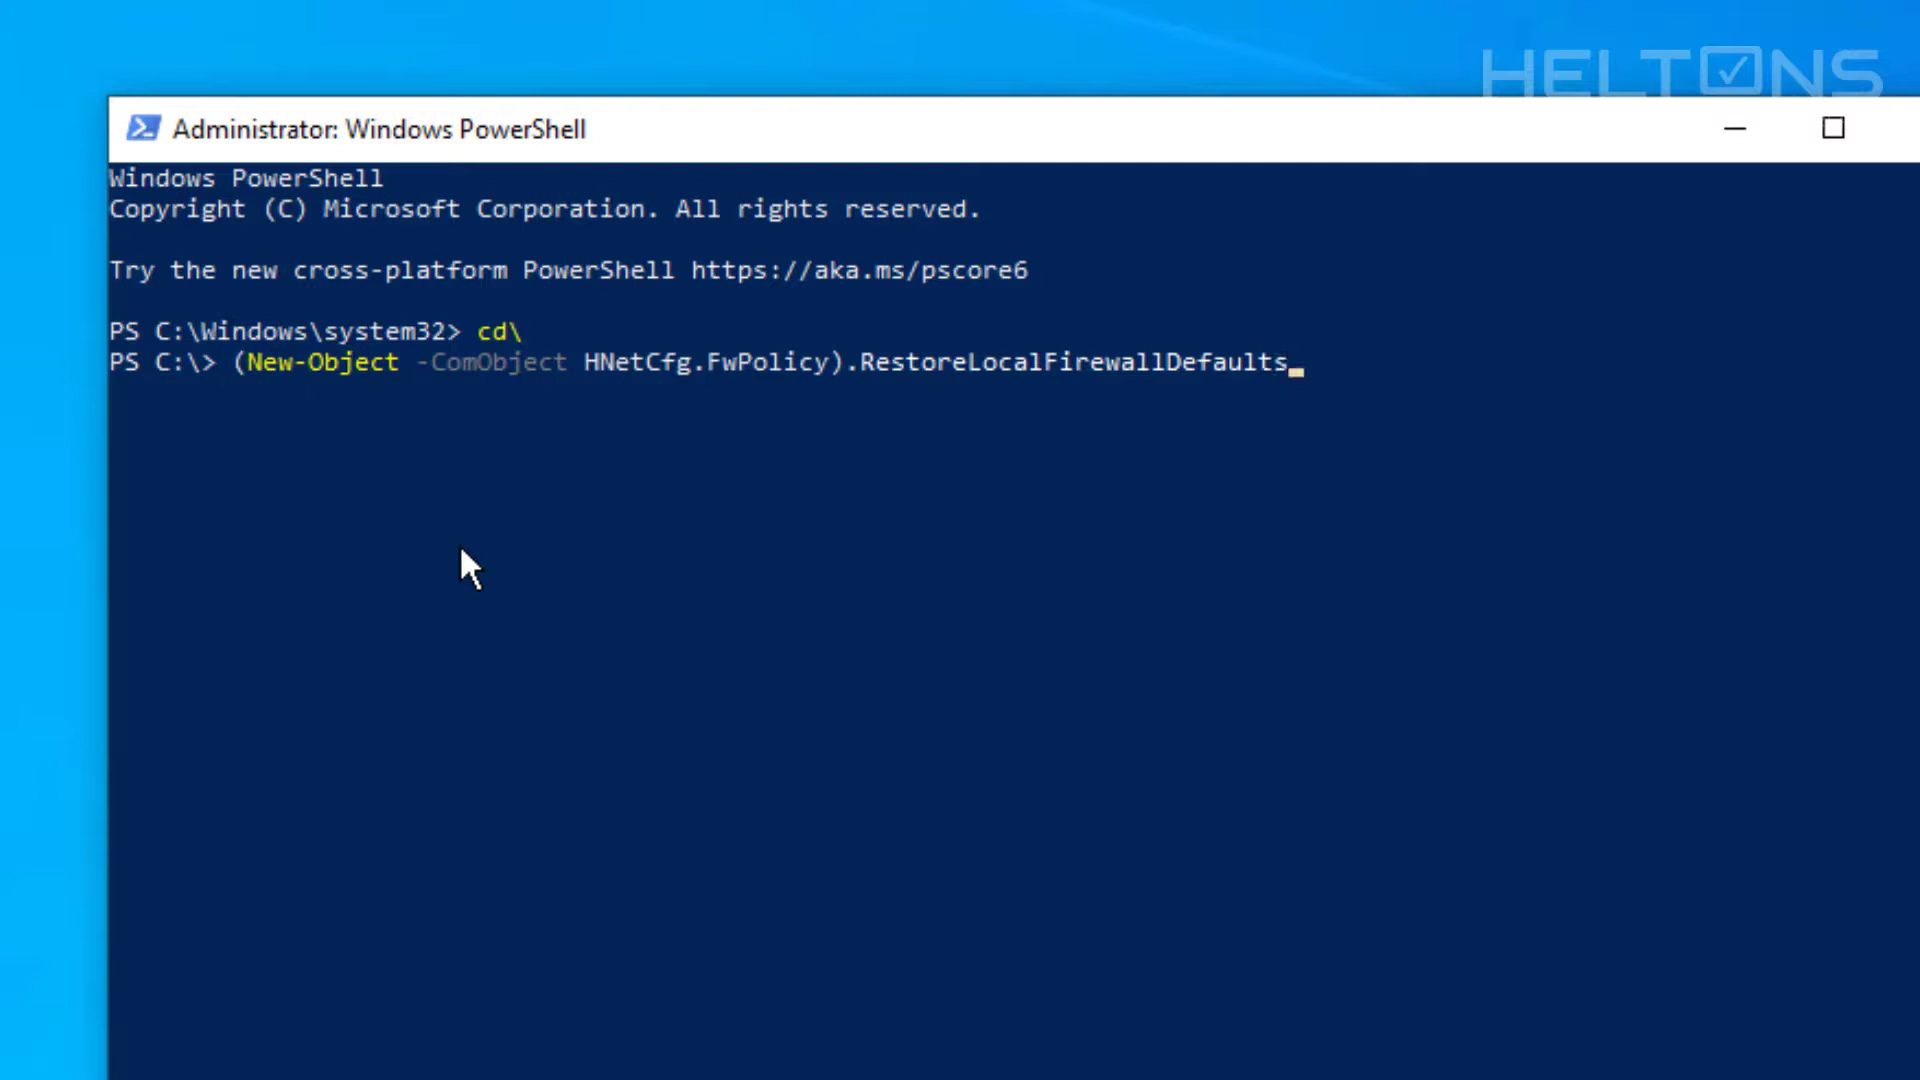 HELTONS
Administrator: Windows PowerShell
Windows PowerShell
Copyright (C) Microsoft Corporation. All rights reserved.
Try the new cross-platform PowerShell https://aka.ms/pscore6
PS C:\Windows\system32> cd\
PS C:\> (New-Object -ComObject HNetCfg.FwPolicy).RestoreLocalFirewallDefaults